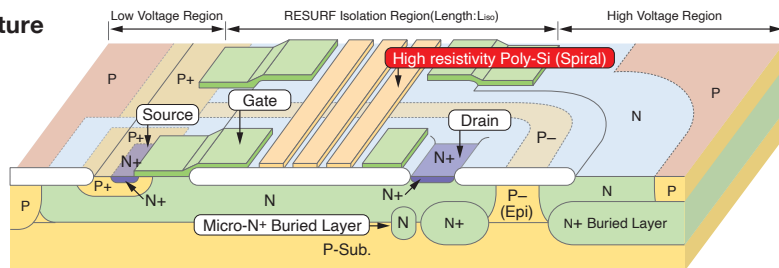 ture
Low Voltage Region
RESURF Isolation Region(Length:LISO)
High Voltage Region
High resistivity Poly-Si (Spiral)
P
P+
Gate
Source
Drain
P
P+
N+
N+
P−
N
P
P+
N+
N
N+
P−
(Epi)
N
P
Micro-N+ Buried Layer
N
N+
N+ Buried Layer
P-Sub.